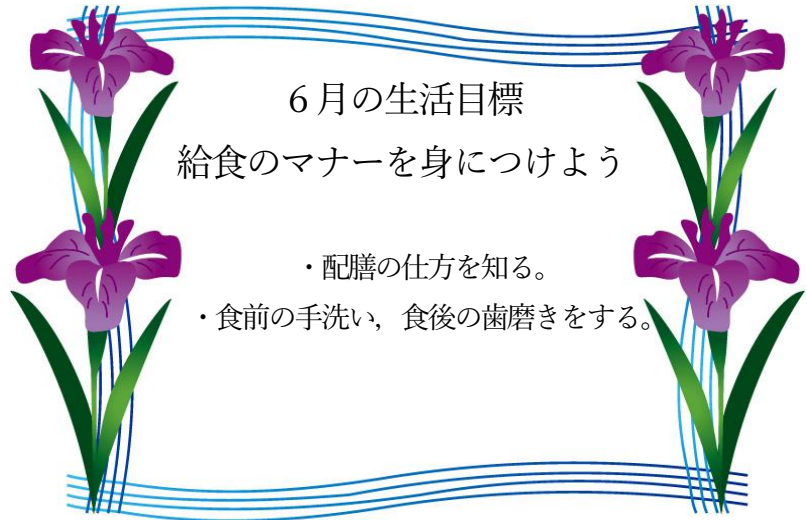 ６月の生活目標
給食のマナーを身につけよう
・配膳の仕方を知る。
・食前の手洗い，食後の歯磨きをする。